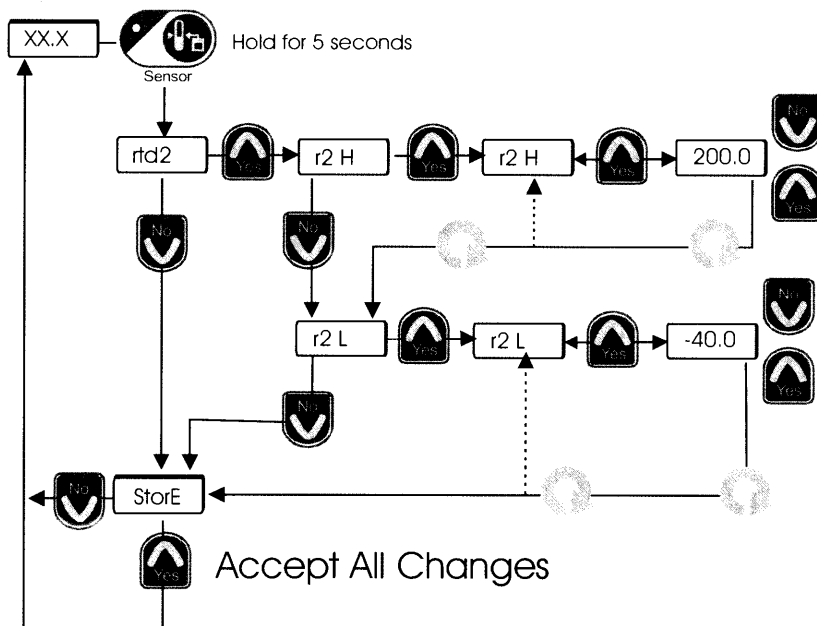 XX.X
Hold for 5 seconds
Sensor
rtd2
Yes
r2 H
Yes
r2 H
Yes
200.0
No
Yes
No
No
r2 L
Yes
r2 L
Yes
-40.0
No
Yes
No
StorE
No
Yes
Accept All Changes